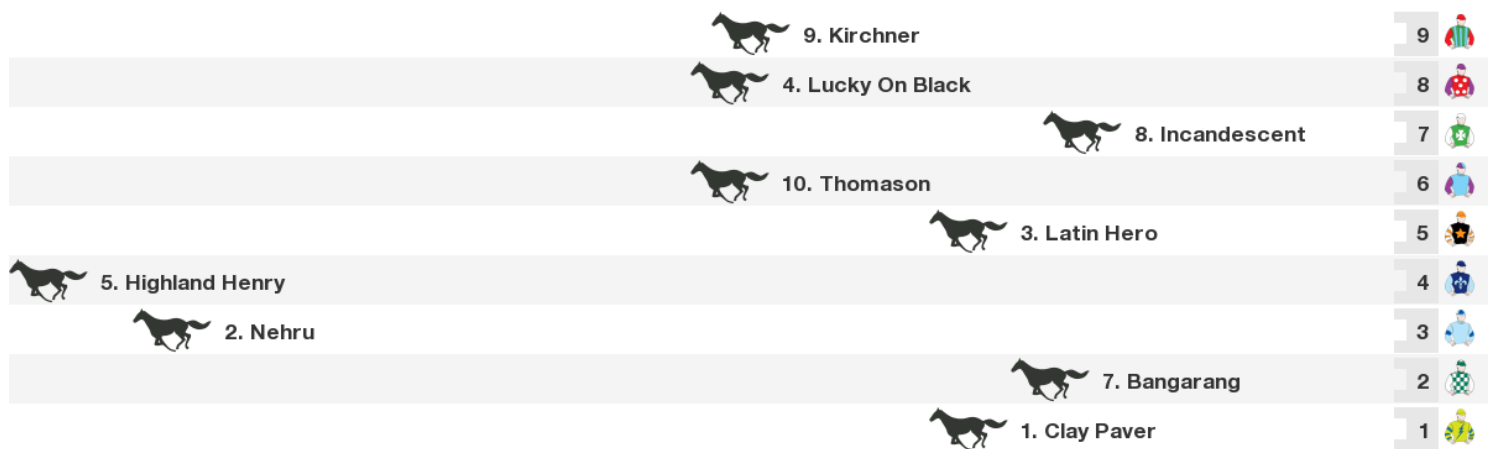 9. Kirchner 9
4. Lucky On Black 8
8. Incandescent 7
10. Thomason 6
3. Latin Hero 5
5. Highland Henry 4
2. Nehru 3
7. Bangarang 2
1. Clay Paver 1